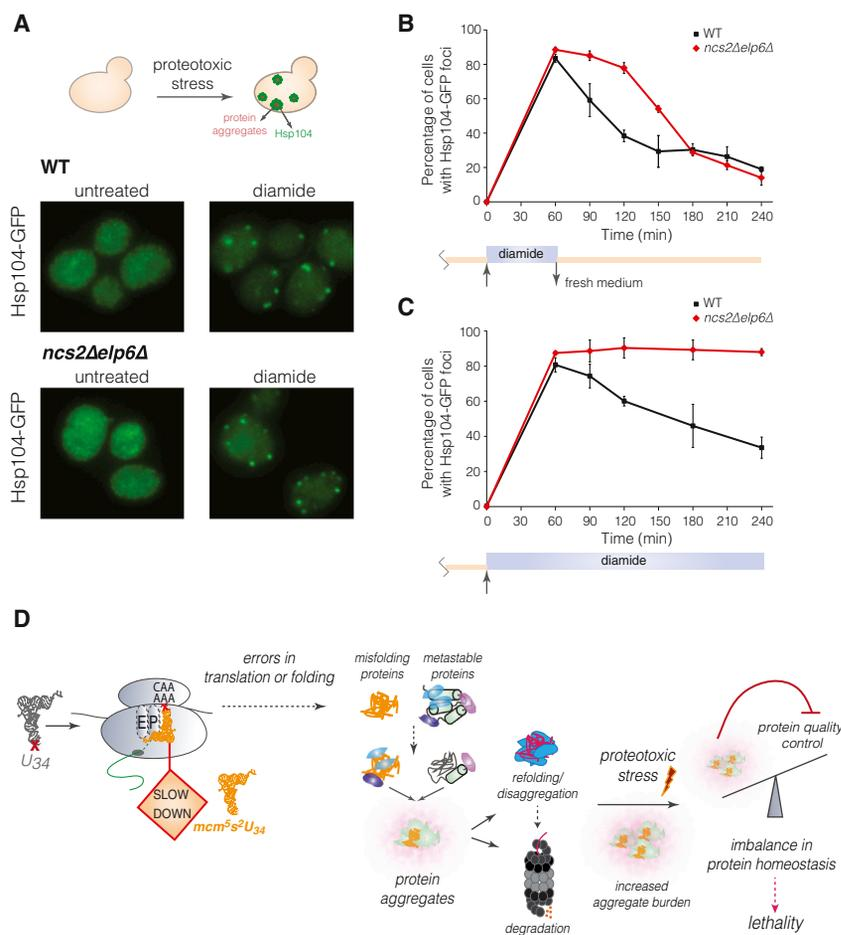 A
proteotoxic
stress
protein
aggregates
Hsp104
WT
untreated
diamide
Hsp104-GFP
ncs2Δelp6Δ
untreated
diamide
Hsp104-GFP
B
WT
ncs2Δelp6Δ
Percentage of cells
with Hsp104-GFP foci
100
80
60
40
20
0
0 30 60 90 120 150 180 210 240
Time (min)
diamide
fresh medium
C
WT
ncs2Δelp6Δ
Percentage of cells
with Hsp104-GFP foci
100
80
60
40
20
0
0 30 60 90 120 150 180 210 240
Time (min)
diamide
D
X
U34
CAA
AAA
X
E P
SLOW
DOWN
mcm5s2U34
errors in
translation or folding
misfolding
proteins
metastable
proteins
protein
aggregates
refolding/
disaggregation
degradation
proteotoxic
stress
increased
aggregate burden
protein quality
control
imbalance in
protein homeostasis
lethality